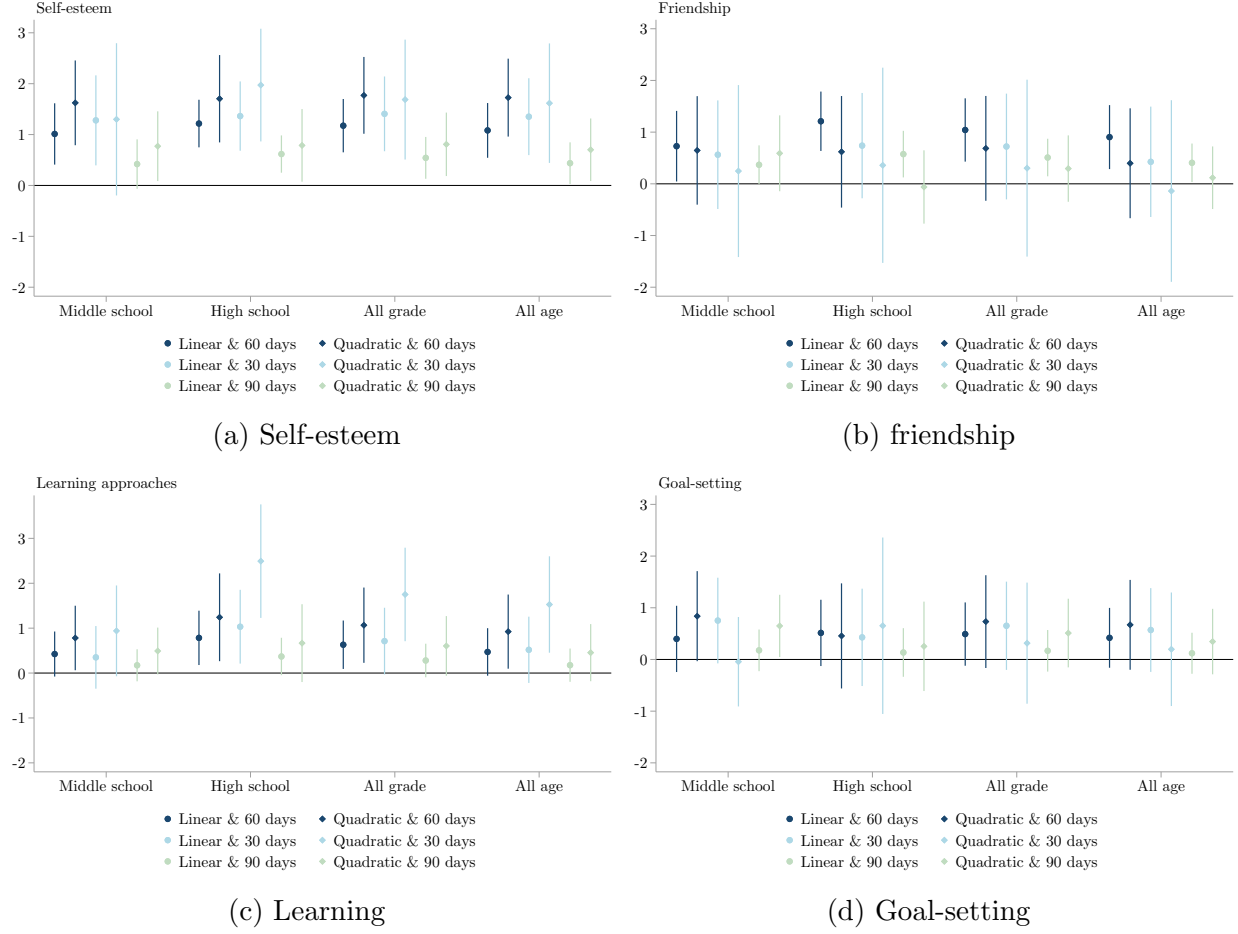 Self-esteem
3
2
1
0
-1
-2
Middle school High school All grade All age
Linear & 60 days Quadratic & 60 days
Linear & 30 days Quadratic & 30 days
Linear & 90 days Quadratic & 90 days
(a) Self-esteem
Friendship
3
2
1
0
-1
-2
Middle school High school All grade All age
Linear & 60 days Quadratic & 60 days
Linear & 30 days Quadratic & 30 days
Linear & 90 days Quadratic & 90 days
(b) friendship
Learning approaches
3
2
1
0
-1
-2
Middle school High school All grade All age
Linear & 60 days Quadratic & 60 days
Linear & 30 days Quadratic & 30 days
Linear & 90 days Quadratic & 90 days
(c) Learning
Goal-setting
3
2
1
0
-1
-2
Middle school High school All grade All age
Linear & 60 days Quadratic & 60 days
Linear & 30 days Quadratic & 30 days
Linear & 90 days Quadratic & 90 days
(d) Goal-setting